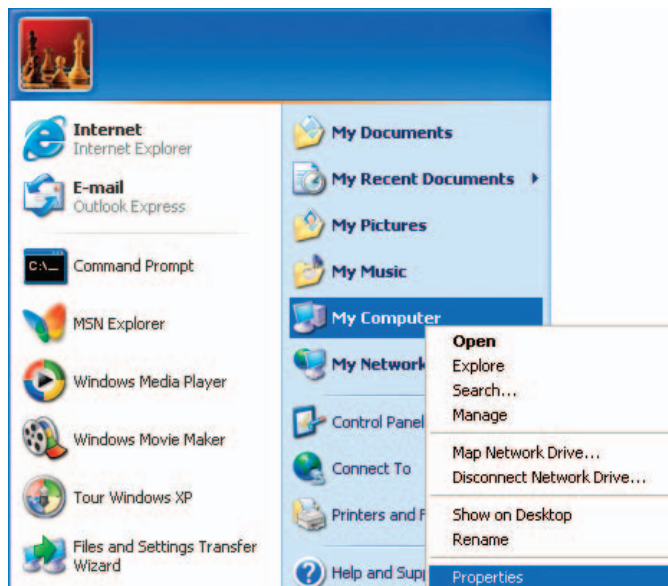 Internet
Internet Explorer
E-mail
Outlook Express
C:\_
Command Prompt
MSN Explorer
Windows Media Player
Windows Movie Maker
Tour Windows XP
Files and Settings Transfer
Wizard
My Documents
My Recent Documents
My Pictures
My Music
My Computer
My Network
Control Panel
Connect To
Printers and F
Help and Supp
Open
Explore
Search...
Manage
Map Network Drive...
Disconnect Network Drive...
Show on Desktop
Rename
Properties